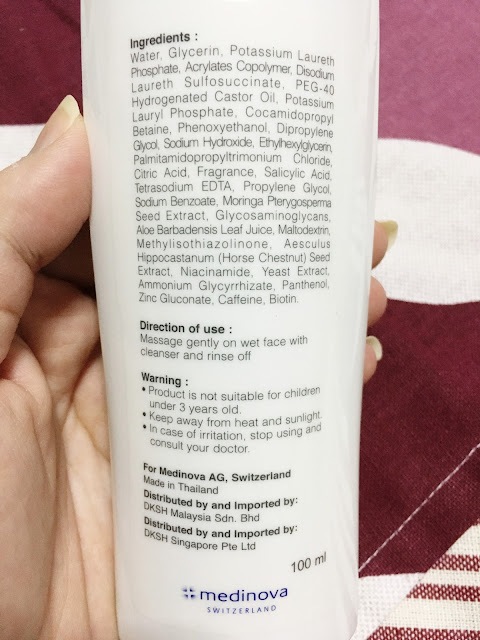 Ingredients :
Water, Glycerin, Potassium Laureth
Phosphate, Acrylates Copolymer, Disodium
Laureth Sulfosuccinate, PEG-40
Hydrogenated Castor Oil, Potassium
Lauryl Phosphate, Cocamidopropyl
Betaine, Phenoxyethanol, Dipropylene
Glycol, Sodium Hydroxide, Ethylhexylglycerin,
Palmitamidopropyltrimonium Chloride,
Citric Acid, Fragrance, Salicylic Acid,
Tetrasodium EDTA, Propylene Glycol,
Sodium Benzoate, Moringa Pterygosperma
Seed Extract, Glycosaminoglycans,
Aloe Barbadensis Leaf Juice, Maltodextrin,
Methylisothiazolinone, Aesculus
Hippocastanum (Horse Chestnut) Seed
Extract, Niacinamide, Yeast Extract,
Ammonium Glycyrrhizate, Panthenol,
Zinc Gluconate, Caffeine, Biotin.
Direction of use :
Massage gently on wet face with
cleanser and rinse off
Warning :
• Product is not suitable for children
under 3 years old.
• Keep away from heat and sunlight.
• In case of irritation, stop using and
consult your doctor.
For Medinova AG, Switzerland
Made in Thailand
Distributed by and Imported by:
DKSH Malaysia Sdn. Bhd
Distributed by and Imported by:
DKSH Singapore Pte Ltd
100 ml
medinova
SWITZERLAND